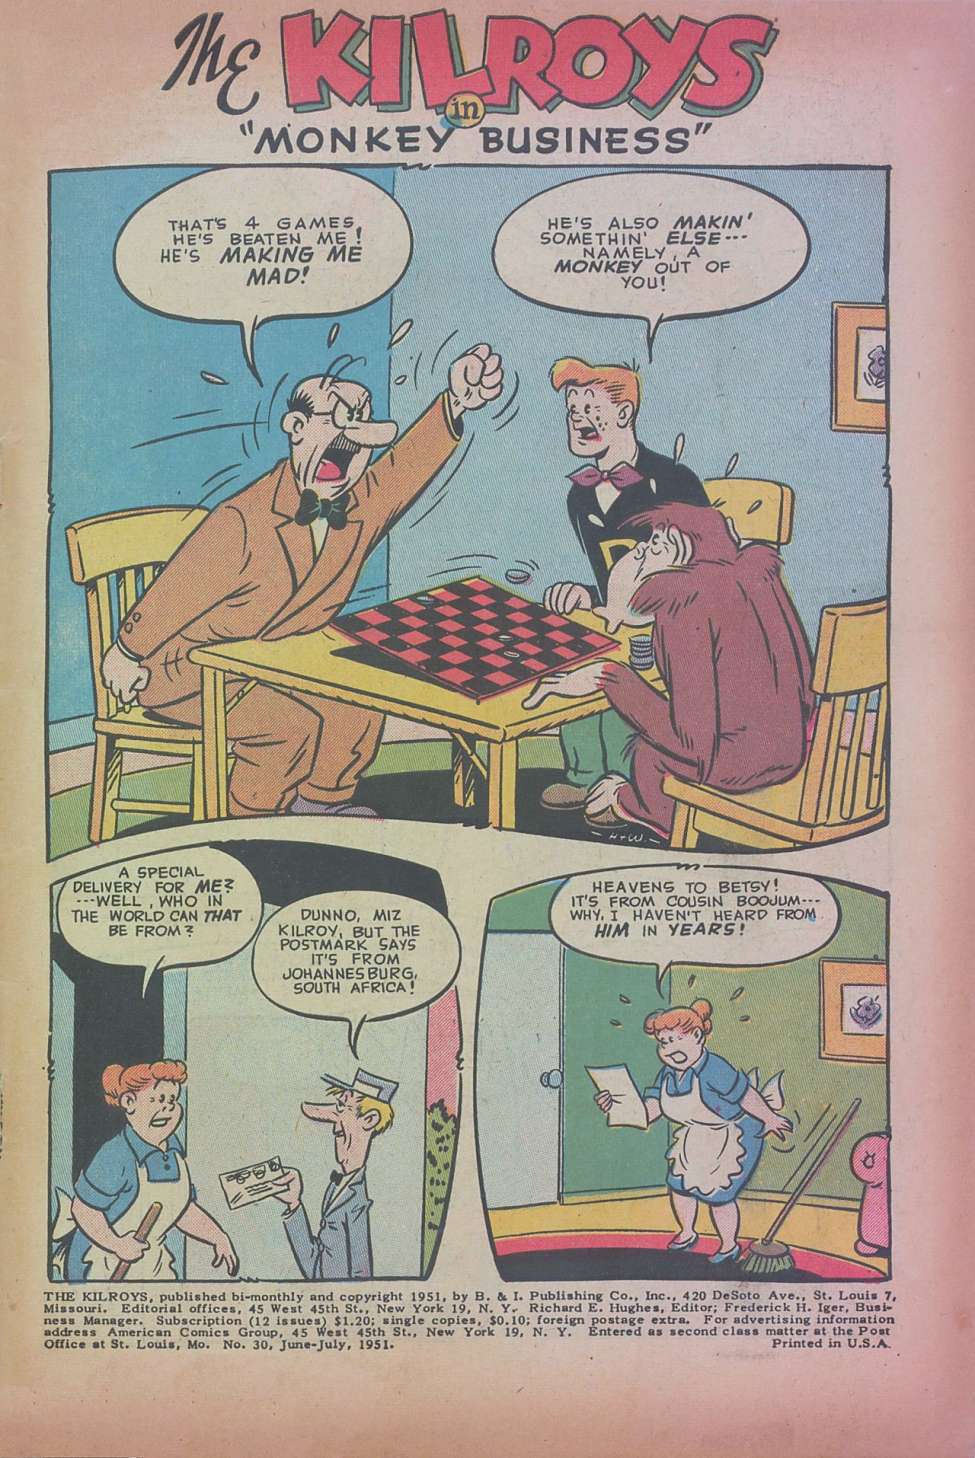 The KILROYS
in
"MONKEY BUSINESS"
THAT'S 4 GAMES
HE'S BEATEN ME!
HE'S MAKING ME
MAD!
HE'S ALSO MAKIN'
SOMETHIN' ELSE---
NAMELY, A
MONKEY OUT OF
YOU!
- H+W. -
A SPECIAL
DELIVERY FOR ME?
---WELL, WHO IN
THE WORLD CAN THAT
BE FROM?
DUNNO, MIZ
KILROY, BUT THE
POSTMARK SAYS
IT'S FROM
JOHANNESBURG,
SOUTH AFRICA!
HEAVENS TO BETSY!
IT'S FROM COUSIN BOOJUM---
WHY, I HAVEN'T HEARD FROM
HIM IN YEARS!
THE KILROYS, published bi-monthly and copyright 1951, by B. & I. Publishing Co., Inc., 420 DeSoto Ave., St. Louis 7,
Missouri. Editorial offices, 45 West 45th St., New York 19, N. Y. Richard E. Hughes, Editor; Frederick H. Iger, Busi-
ness Manager. Subscription (12 issues) $1.20; single copies, $0.10; foreign postage extra. For advertising information
address American Comics Group, 45 West 45th St., New York 19, N. Y. Entered as second class matter at the Post
Office at St. Louis, Mo. No. 30, June-July, 1951. Printed in U.S.A.